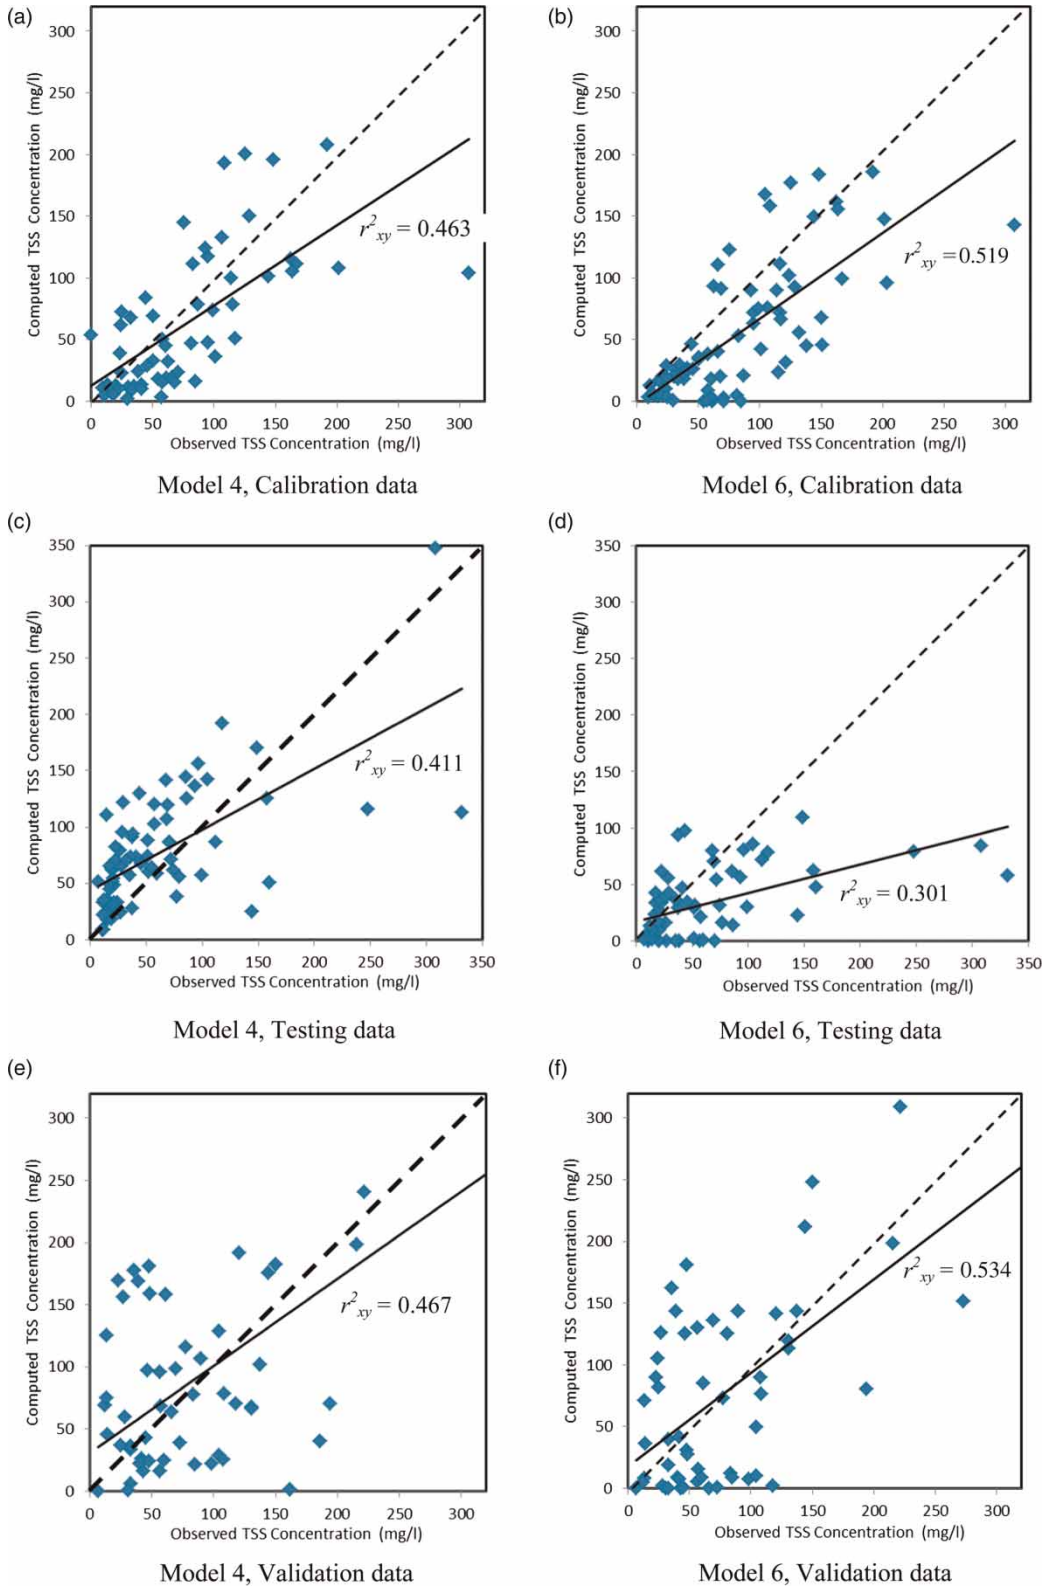 (a)
Computed TSS Concentration (mg/l)
300
250
200
150
100
50
0
r²xy = 0.463
0 50 100 150 200 250 300
Observed TSS Concentration (mg/l)
Model 4, Calibration data
(b)
Computed TSS Concentration (mg/l)
300
250
200
150
100
50
0
r²xy =0.519
0 50 100 150 200 250 300
Observed TSS Concentration (mg/l)
Model 6, Calibration data
(c)
Computed TSS Concentration (mg/l)
350
300
250
200
150
100
50
0
r²xy = 0.411
0 50 100 150 200 250 300 350
Observed TSS Concentration (mg/l)
Model 4, Testing data
(d)
Computed TSS Concentration (mg/l)
350
300
250
200
150
100
50
0
r²xy = 0.301
0 50 100 150 200 250 300 350
Observed TSS Concentration (mg/l)
Model 6, Testing data
(e)
Computed TSS Concentration (mg/l)
300
250
200
150
100
50
0
r²xy = 0.467
0 50 100 150 200 250 300
Observed TSS Concentration (mg/l)
Model 4, Validation data
(f)
Computed TSS Concentration (mg/l)
300
250
200
150
100
50
0
r²xy = 0.534
0 50 100 150 200 250 300
Observed TSS Concentration (mg/l)
Model 6, Validation data